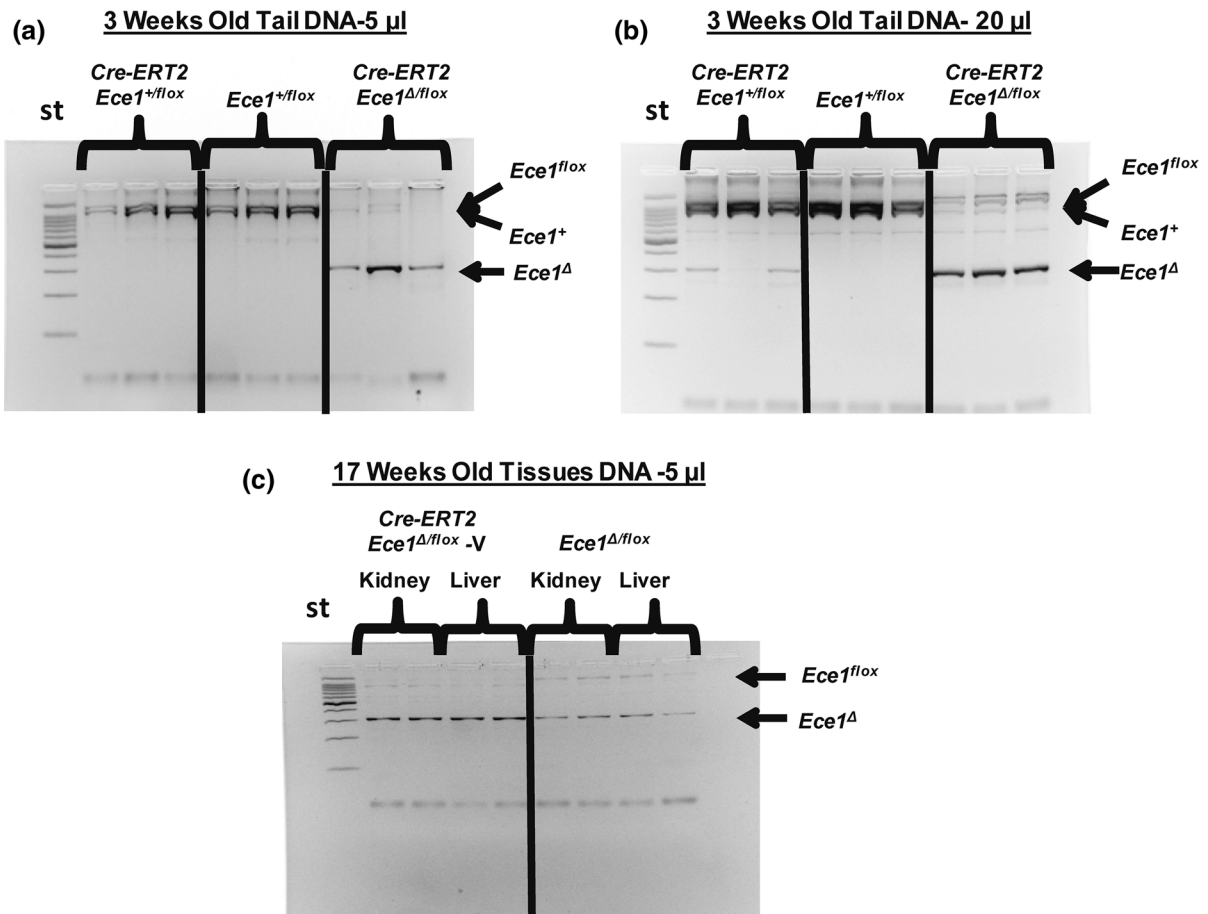 (a)
3 Weeks Old Tail DNA-5 µl
st
Cre-ERT2
Ece1+/flox
Ece1+/flox
Cre-ERT2
Ece1Δ/flox
Ece1flox
Ece1+
Ece1Δ
(b)
3 Weeks Old Tail DNA- 20 µl
st
Cre-ERT2
Ece1+/flox
Ece1+/flox
Cre-ERT2
Ece1Δ/flox
Ece1flox
Ece1+
Ece1Δ
(c)
17 Weeks Old Tissues DNA -5 µl
Cre-ERT2
Ece1Δ/flox -V
Ece1Δ/flox
Kidney Liver Kidney Liver
st
Ece1flox
Ece1Δ